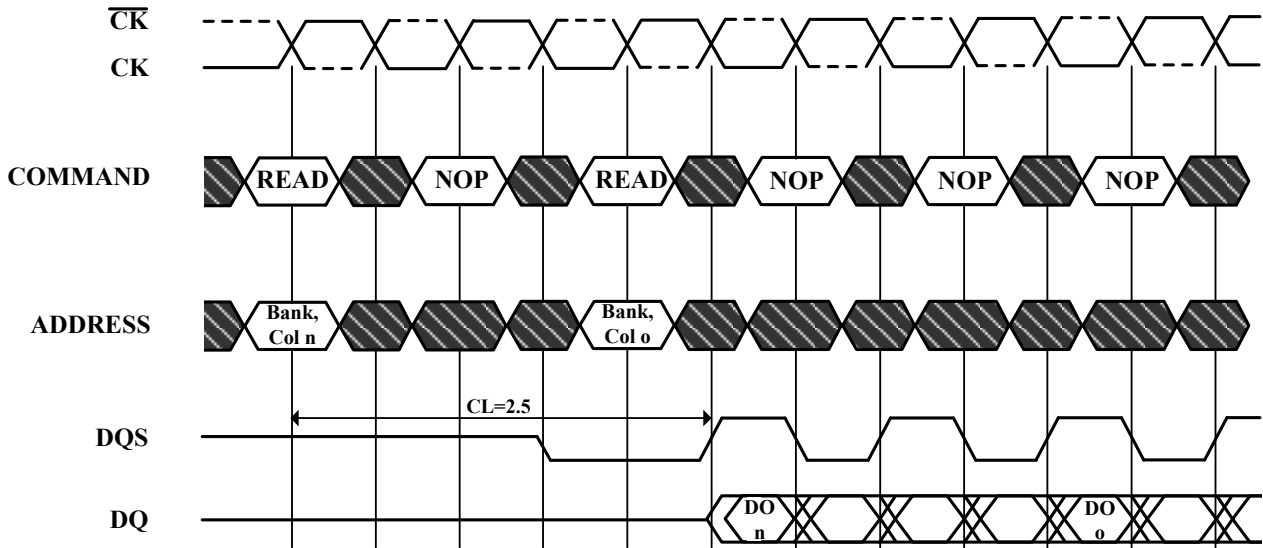 C̅K̅
CK
COMMAND
READ
NOP
READ
NOP
NOP
NOP
ADDRESS
Bank,
Col n
Bank,
Col o
CL=2.5
DQS
DQ
DO
n
DO
o